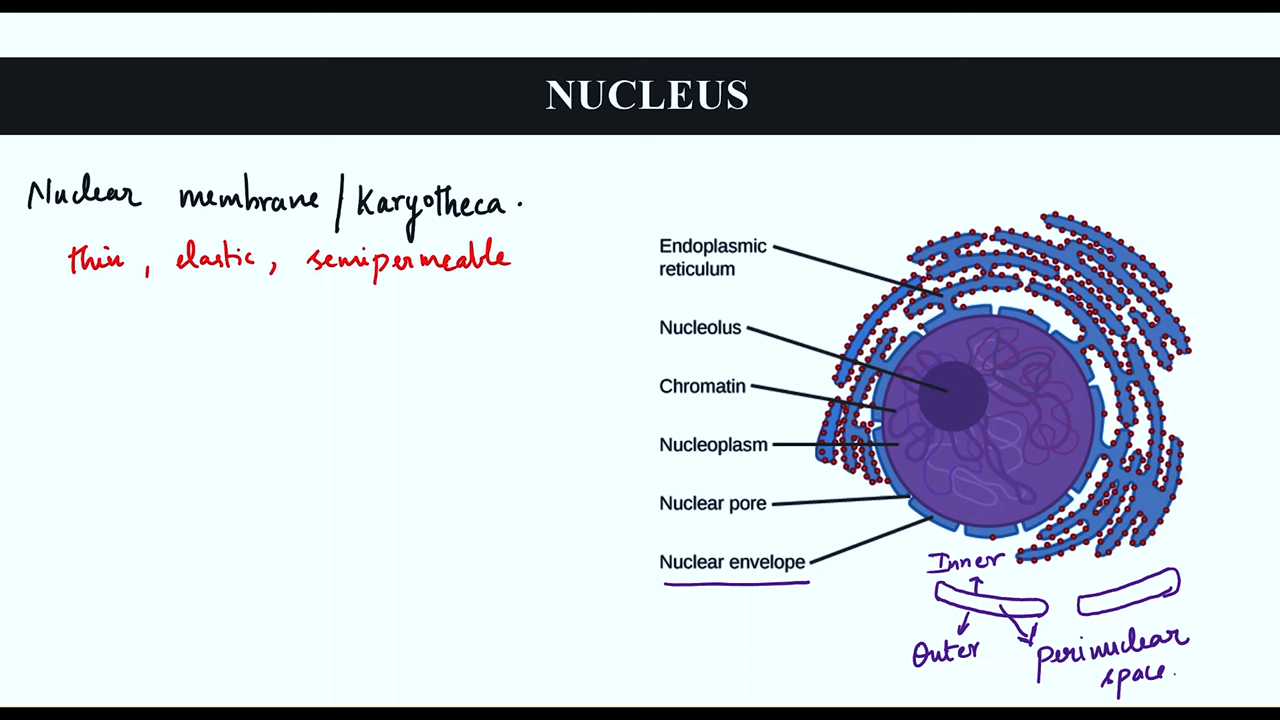 NUCLEUS
Nuclear membrane / Karyotheca.
thin, elastic, semipermeable
Endoplasmic
reticulum
Nucleolus
Chromatin
Nucleoplasm
Nuclear pore
Nuclear envelope
Inner
Outer
perinuclear
space.